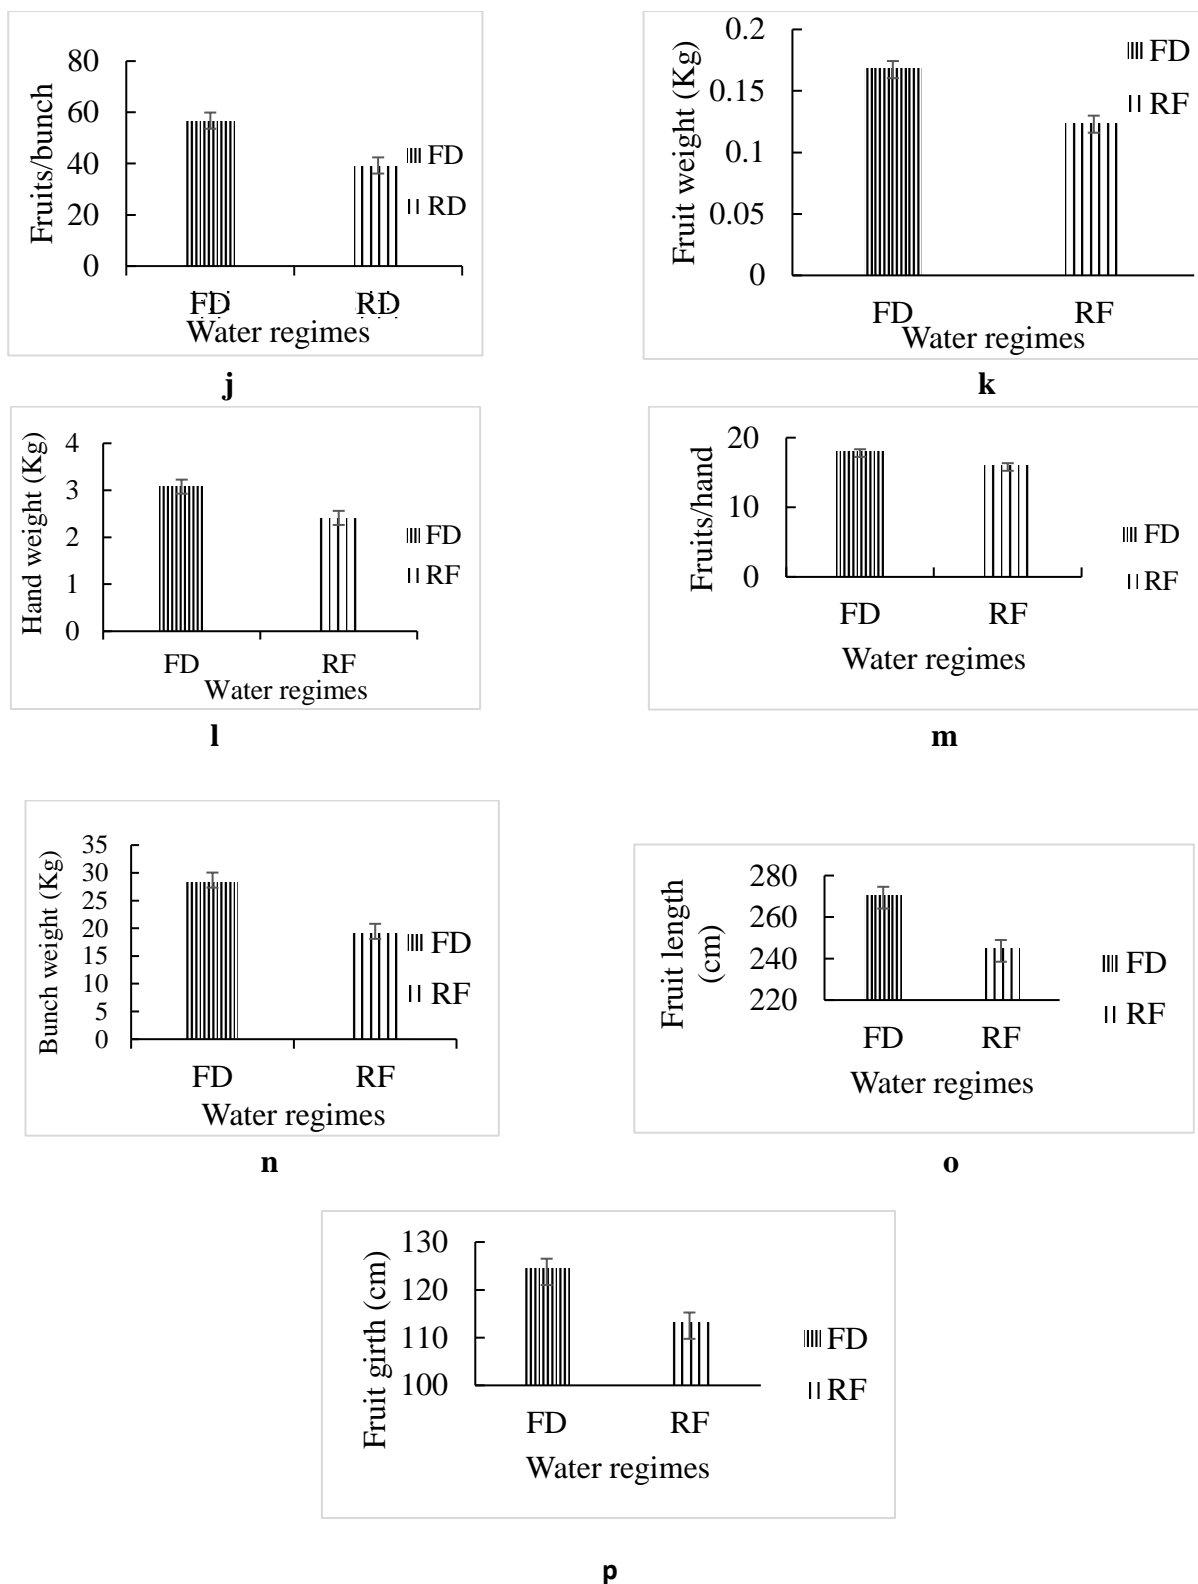 80
60
40
20
0
Fruits/bunch
FD
RD
FD
RD
Water regimes
j
0.2
0.15
0.1
0.05
0
Fruit weight (Kg)
FD
RF
FD
RF
Water regimes
k
4
3
2
1
0
Hand weight (Kg)
FD
RF
FD
RF
Water regimes
l
20
10
0
Fruits/hand
FD
RF
FD
RF
Water regimes
m
35
30
25
20
15
10
5
0
Bunch weight (Kg)
FD
RF
FD
RF
Water regimes
n
280
260
240
220
Fruit length
(cm)
FD
RF
FD
RF
Water regimes
o
130
120
110
100
Fruit girth (cm)
FD
RF
FD
RF
Water regimes
p